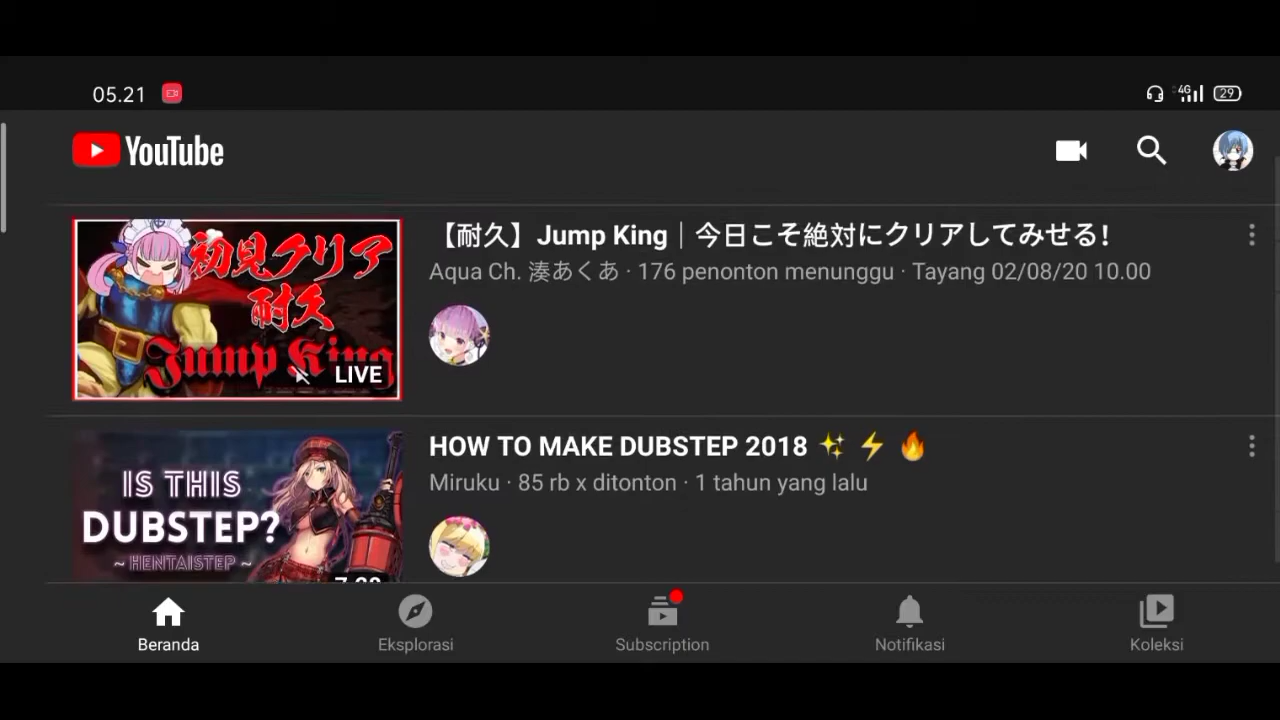 05.21
4G 29
YouTube
初見クリア
耐久
Jump King
LIVE
【耐久】Jump King｜今日こそ絶対にクリアしてみせる!
Aqua Ch. 湊あくあ · 176 penonton menunggu · Tayang 02/08/20 10.00
IS THIS
DUBSTEP?
~ HENTAISTEP ~
HOW TO MAKE DUBSTEP 2018 ✨ ⚡ 🔥
Miruku · 85 rb x ditonton · 1 tahun yang lalu
Beranda
Eksplorasi
Subscription
Notifikasi
Koleksi